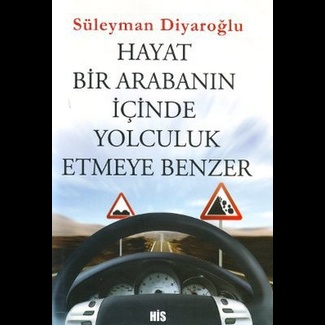 Süleyman Diyaroğlu
HAYAT
BİR ARABANIN
İÇİNDE
YOLCULUK
ETMEYE BENZER
HİS